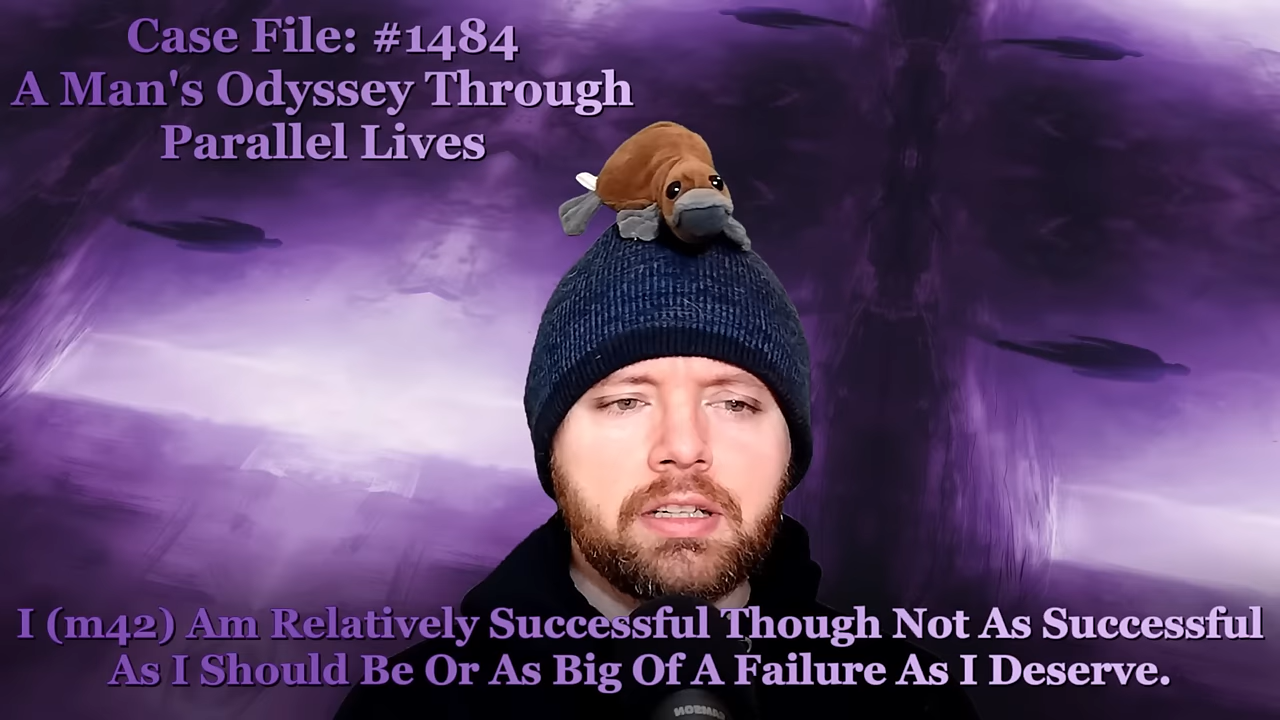 Case File: #1484
A Man's Odyssey Through
Parallel Lives
I (m42) Am Relatively Successful Though Not As Successful
As I Should Be Or As Big Of A Failure As I Deserve.
SAMSON